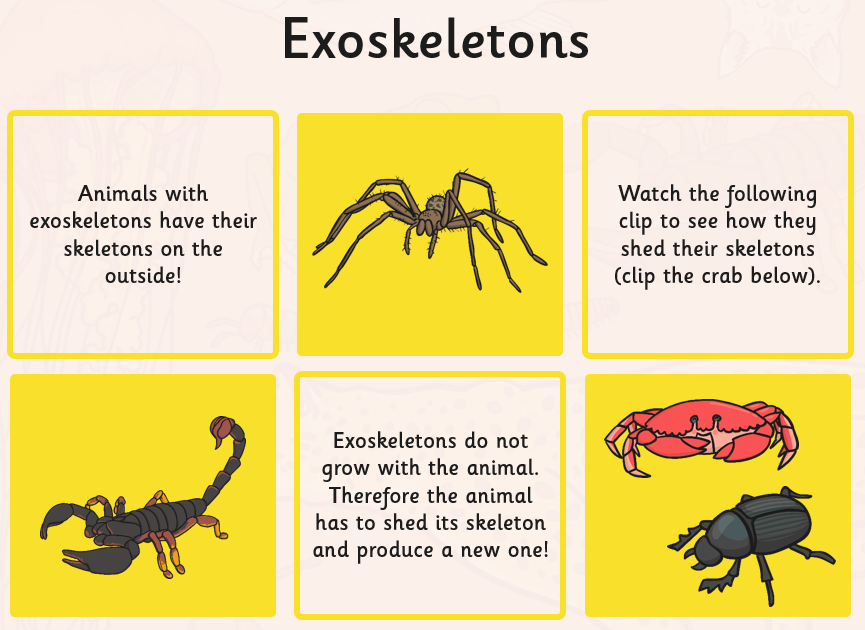 Exoskeletons
Animals with
exoskeletons have their
skeletons on the
outside!
Watch the following
clip to see how they
shed their skeletons
(clip the crab below).
Exoskeletons do not
grow with the animal.
Therefore the animal
has to shed its skeleton
and produce a new one!